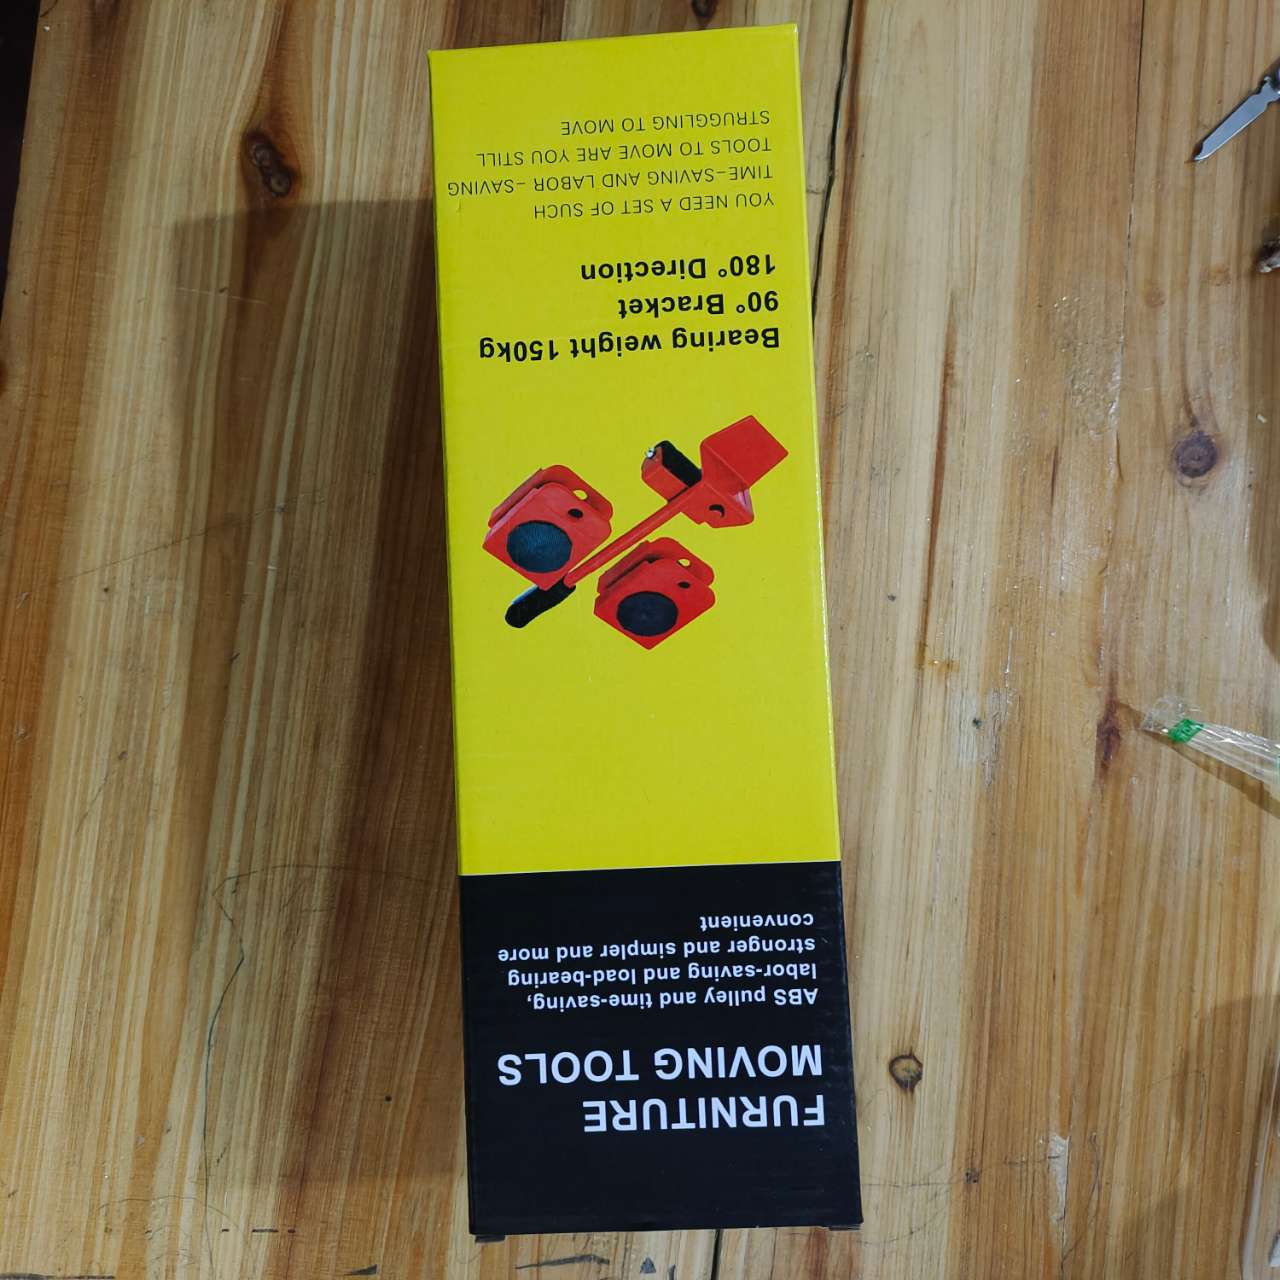 FURNITURE
MOVING TOOLS
ABS pulley and time-saving,
labor-saving and load-bearing
stronger and simpler and more
convenient
Bearing weight 150kg
90° Bracket
180° Direction
YOU NEED A SET OF SUCH
TIME-SAVING AND LABOR -SAVING
TOOLS TO MOVE ARE YOU STILL
STRUGGLING TO MOVE